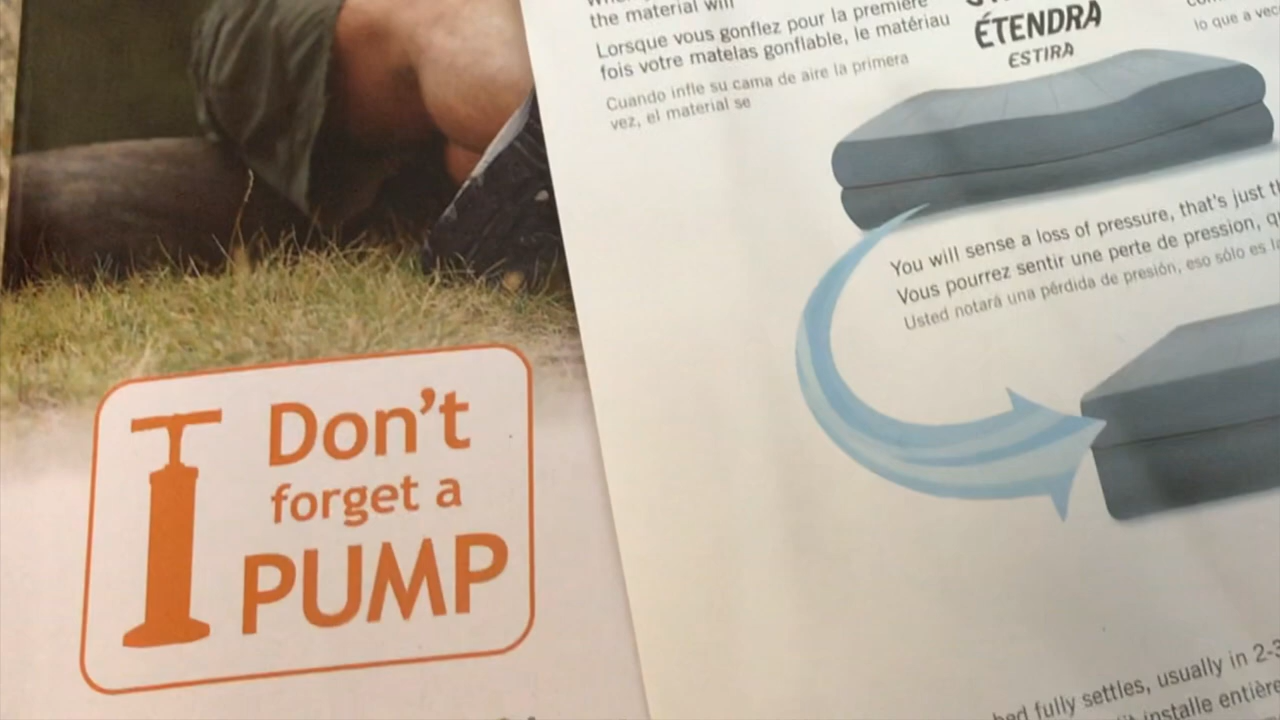 Don't
forget a
PUMP
the material will
Lorsque vous gonflez pour la première
fois votre matelas gonflable, le matériau
Cuando infle su cama de aire la primera
vez, el material se
ÉTENDRA
ESTIRA
lo que a
You will sense a loss of pressure, that's just
Vous pourrez sentir une perte de pression,
Usted notará una pérdida de presión, eso sólo es
bed fully settles, usually in 2-3
installe